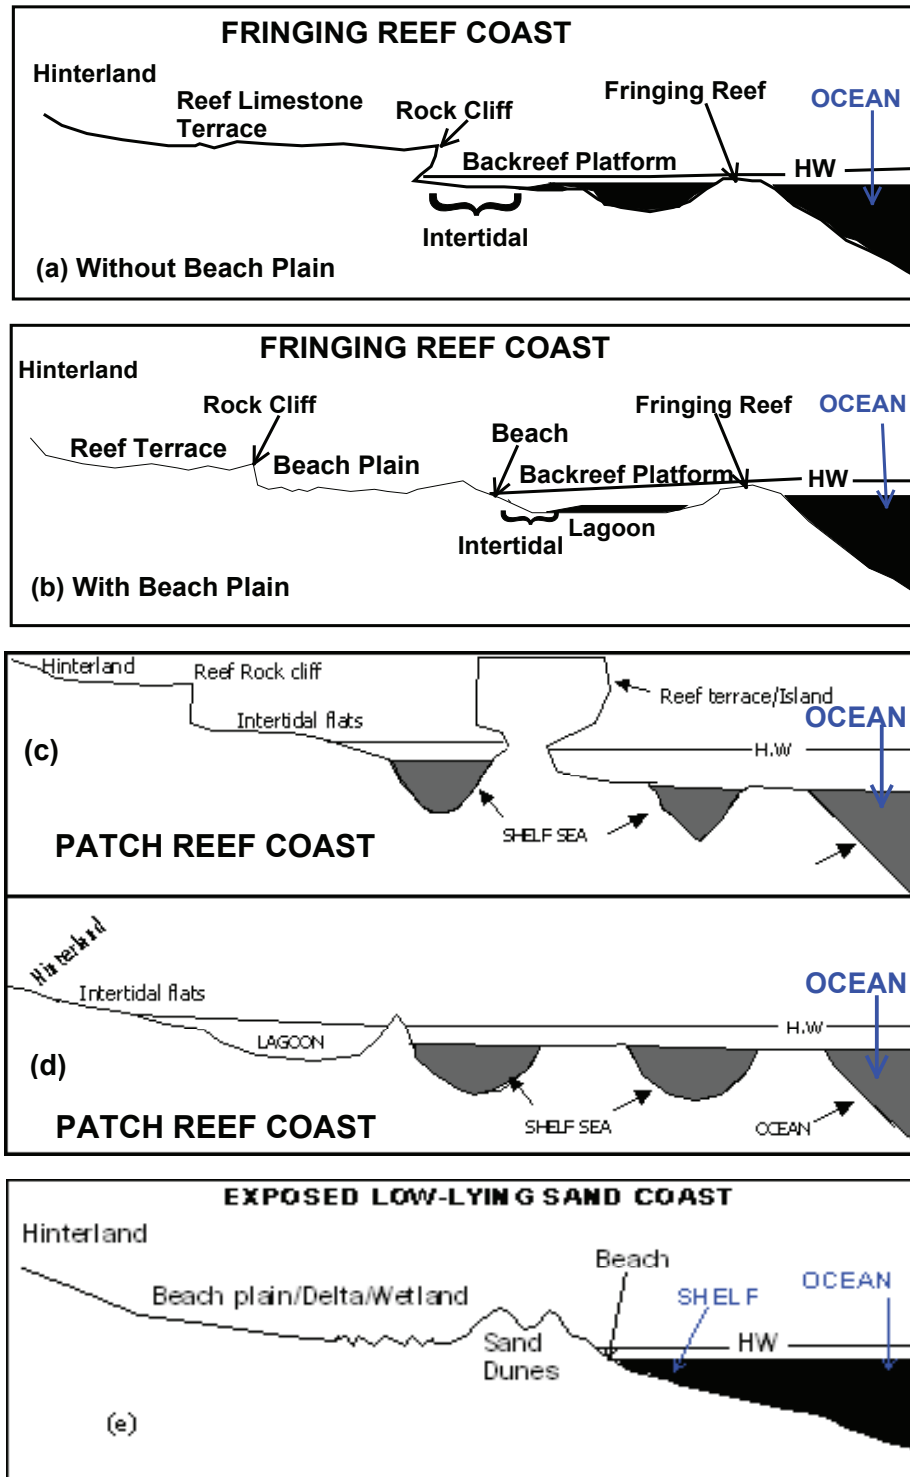 FRINGING REEF COAST
Hinterland
Reef Limestone
Terrace
Rock Cliff
Fringing Reef
OCEAN
Backreef Platform
HW
Intertidal
(a) Without Beach Plain
FRINGING REEF COAST
Hinterland
Rock Cliff
Fringing Reef
OCEAN
Reef Terrace
Beach
Beach Plain
Backreef Platform
HW
Lagoon
Intertidal
(b) With Beach Plain
Hinterland
Reef Rock cliff
Reef terrace/Island
Intertidal flats
OCEAN
(c)
H.W
SHELF SEA
PATCH REEF COAST
Hinterland
Intertidal flats
OCEAN
H.W
LAGOON
(d)
PATCH REEF COAST
SHELF SEA
OCEAN
EXPOSED LOW-LYING SAND COAST
Hinterland
Beach
OCEAN
Beach plain/Delta/Wetland
SHELF
Sand
Dunes
HW
(e)